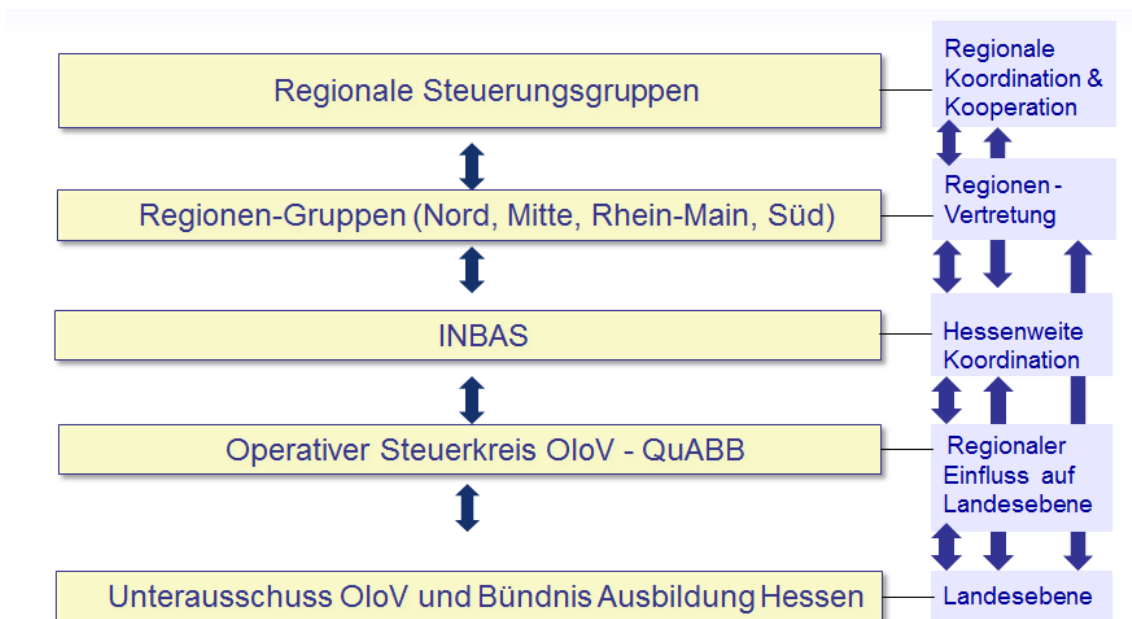 Regionale Steuerungsgruppen
Regionale
Koordination &
Kooperation
Regionen-Gruppen (Nord, Mitte, Rhein-Main, Süd)
Regionen -
Vertretung
INBAS
Hessenweite
Koordination
Operativer Steuerkreis OloV - QuABB
Regionaler
Einfluss auf
Landesebene
Unterausschuss OloV und Bündnis Ausbildung Hessen
Landesebene